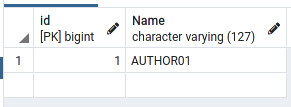 id Name
[PK] bigint character varying (127)
1 1 AUTHOR01